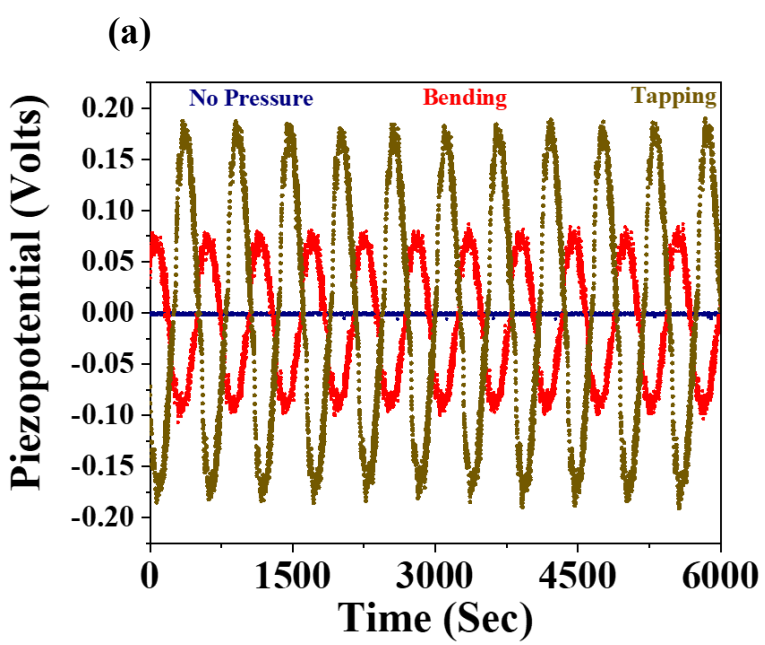 (a)
No Pressure Bending Tapping
Piezopotential (Volts)
0.20
0.15
0.10
0.05
0.00
-0.05
-0.10
-0.15
-0.20
0 1500 3000 4500 6000
Time (Sec)